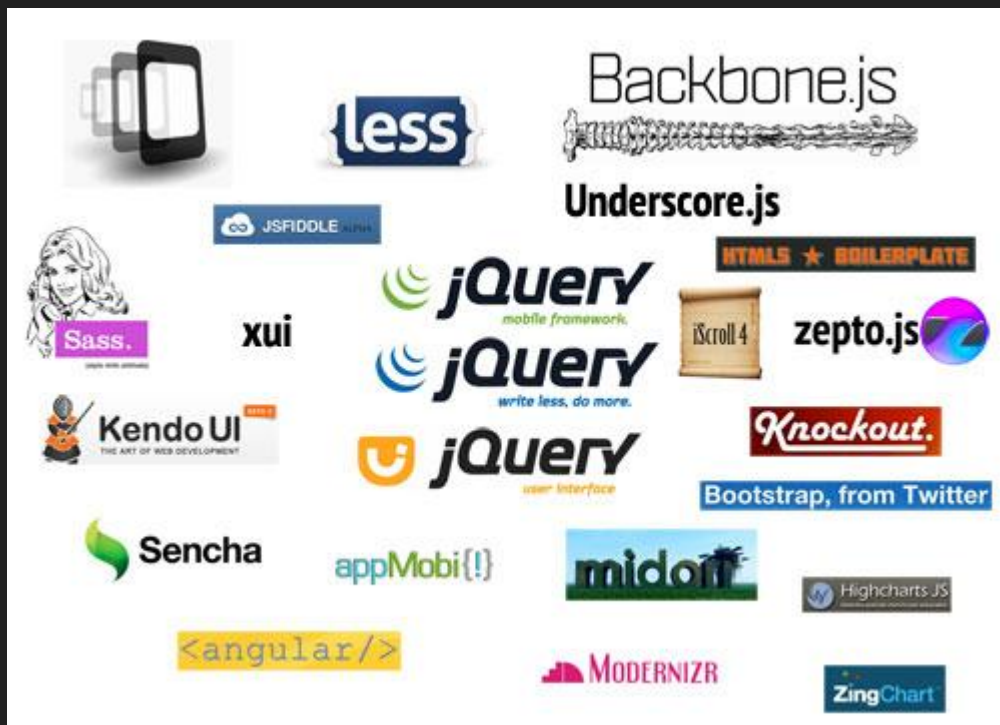 {less}
Backbone.js
Underscore.js
JSFIDDLE ALPHA
HTML5 ★ BOILERPLATE
Sass.
xui
jQuery
mobile framework.
iScroll 4
zepto.js
jQuery
write less, do more.
Kendo UI
THE ART OF WEB DEVELOPMENT
Knockout.
jQuery
user interface
Bootstrap, from Twitter
Sencha
appMobi{!}
midori
Highcharts JS
<angular/>
MODERNIZR
ZingChart